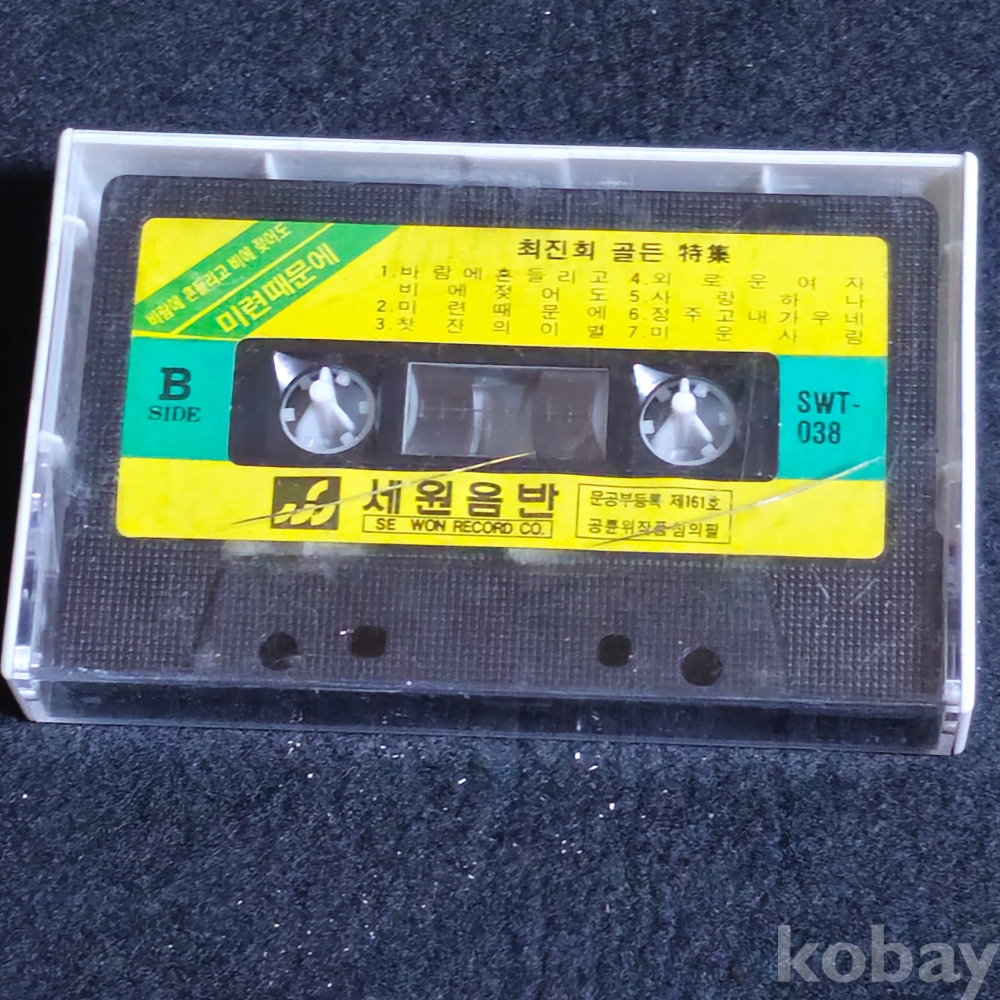 바람에 흔들리고 비에 젖어도
미련때문에
최진희 골든 特集
1.바람에흔들리고
비에젖어도
2.미련때문에
3.찻잔의이별
4.외로운여자
5.사랑하나
6.정주고내가우네
7.미운사랑
B
SIDE
SWT-
038
세원음반
SE WON RECORD CO.
문공부등록 제161호
공륜위작품심의필
kobay